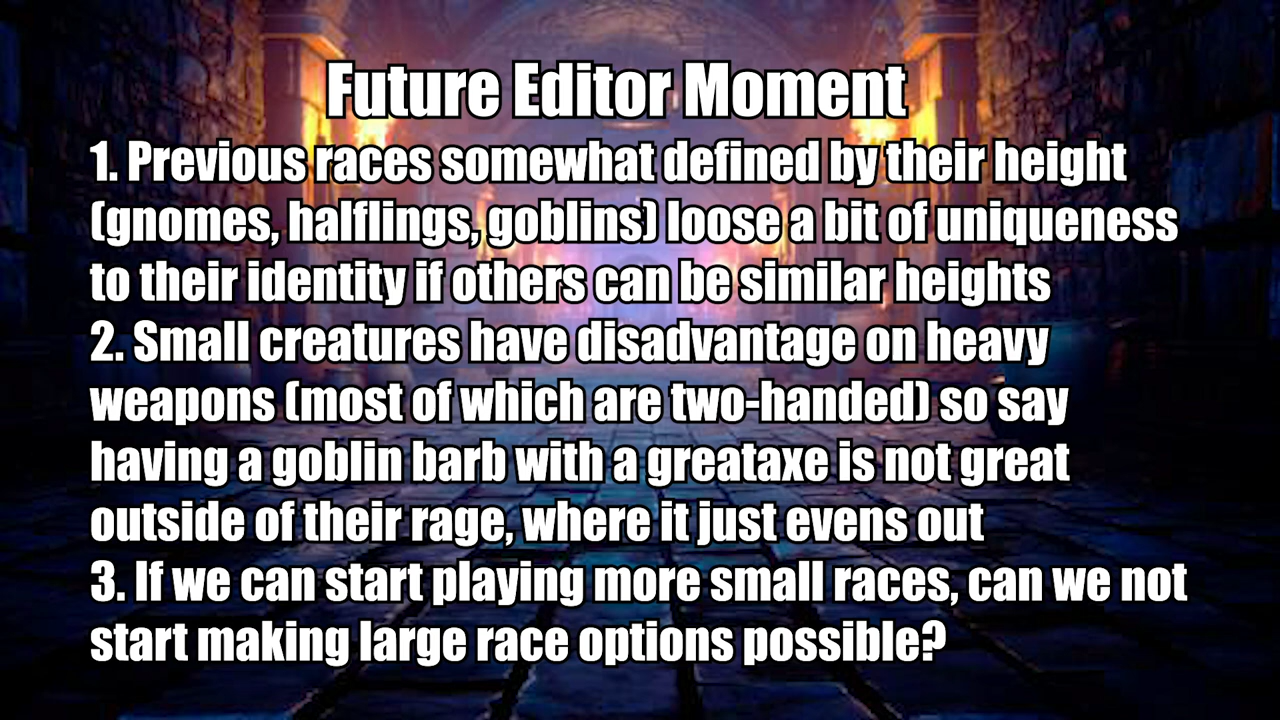 Future Editor Moment
1. Previous races somewhat defined by their height
(gnomes, halflings, goblins) loose a bit of uniqueness
to their identity if others can be similar heights
2. Small creatures have disadvantage on heavy
weapons (most of which are two-handed) so say
having a goblin barb with a greataxe is not great
outside of their rage, where it just evens out
3. If we can start playing more small races, can we not
start making large race options possible?